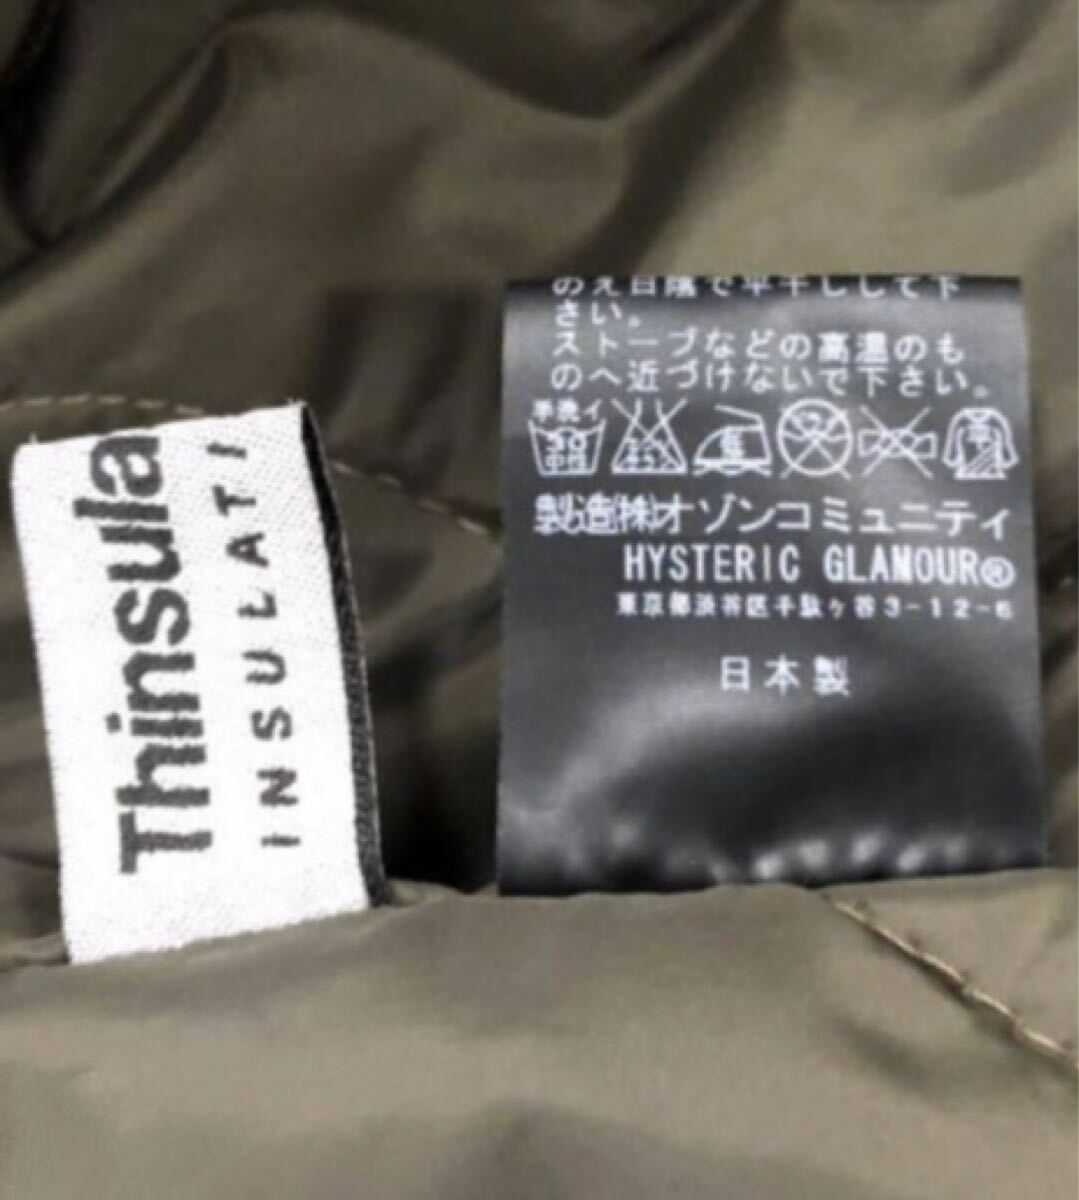 Thinsula
INSULATI
のえ日陰で平干しして下
さい。
ストーブなどの高温のも
のへ近づけないで下さい。
手洗イ
30
中性
製造㈱オゾンコミュニティ
HYSTERIC GLAMOUR®
東京都渋谷区千駄ヶ谷3-12-6
日本製